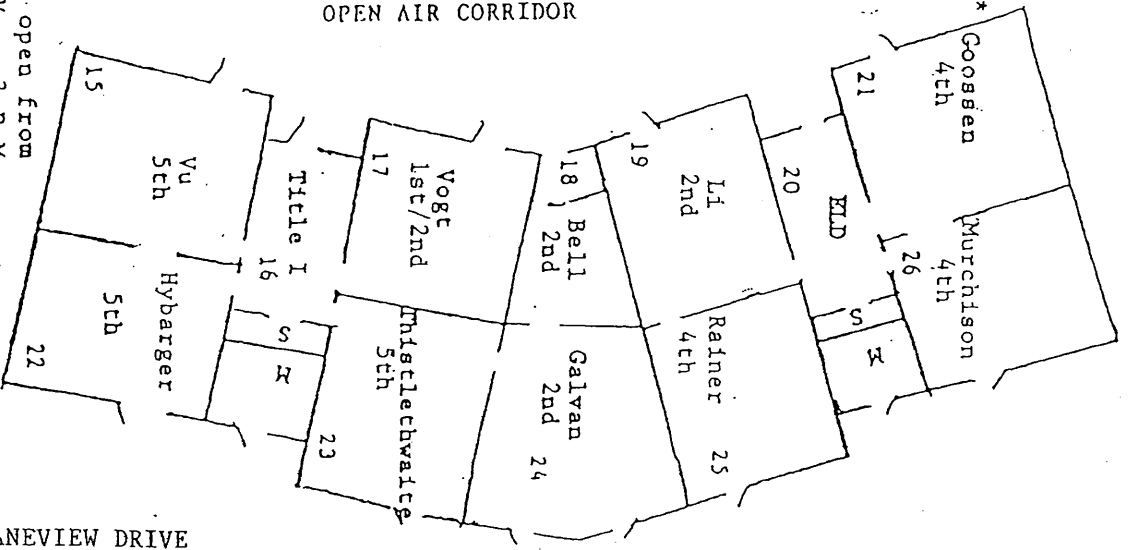 OPEN AIR CORRIDOR
*
open from
15
Vu
5th
Title I
16
17
Vogt
1st/2nd
18
Bell
2nd
19
Li
2nd
20
ELD
21
Goossen
4th
Murchison
4th
26
Hybarger
5th
22
S
W
Thistlethwaite
5th
23
Galvan
2nd
24
Rainer
4th
25
S
W
ANEVIEW DRIVE